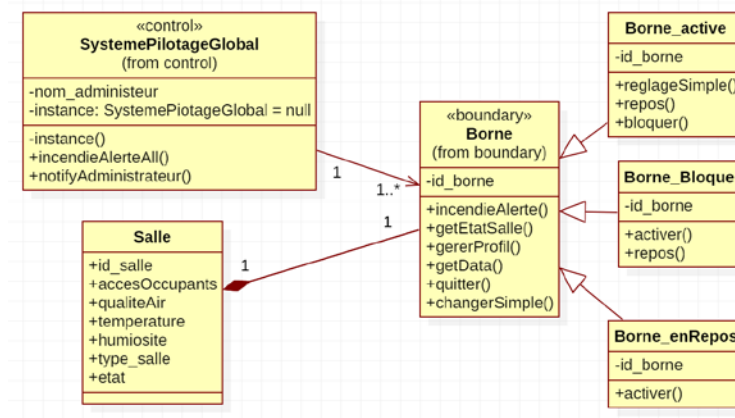 «control»
SystemePilotageGlobal
(from control)
-nom_administeur
-instance: SystemePiotageGlobal = null
-instance()
+incendieAlerteAll()
+notifyAdministrateur()
1
1..*
«boundary»
Borne
(from boundary)
-id_borne
+incendieAlerte()
+getEtatSalle()
+gererProfil()
+getData()
+quitter()
+changerSimple()
1
1
Salle
+id_salle
+accesOccupants
+qualiteAir
+temperature
+humiosite
+type_salle
+etat
Borne_active
-id_borne
+reglageSimple()
+repos()
+bloquer()
Borne_Bloque
-id_borne
+activer()
+repos()
Borne_enRepos
-id_borne
+activer()